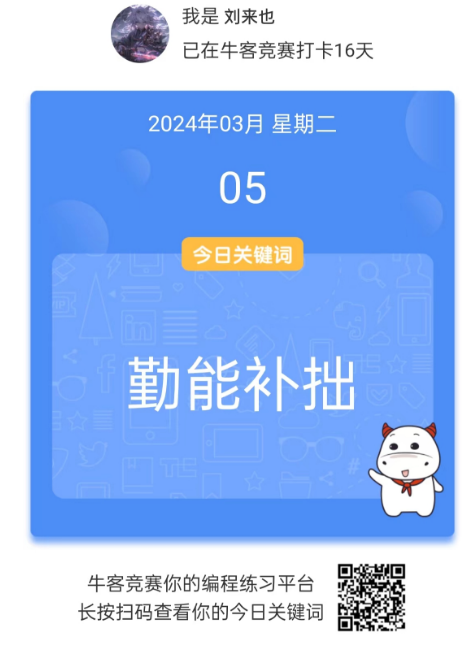 我是 刘来也
已在牛客竞赛打卡16天
2024年03月 星期二
05
今日关键词
勤能补拙
牛客竞赛你的编程练习平台
长按扫码查看你的今日关键词